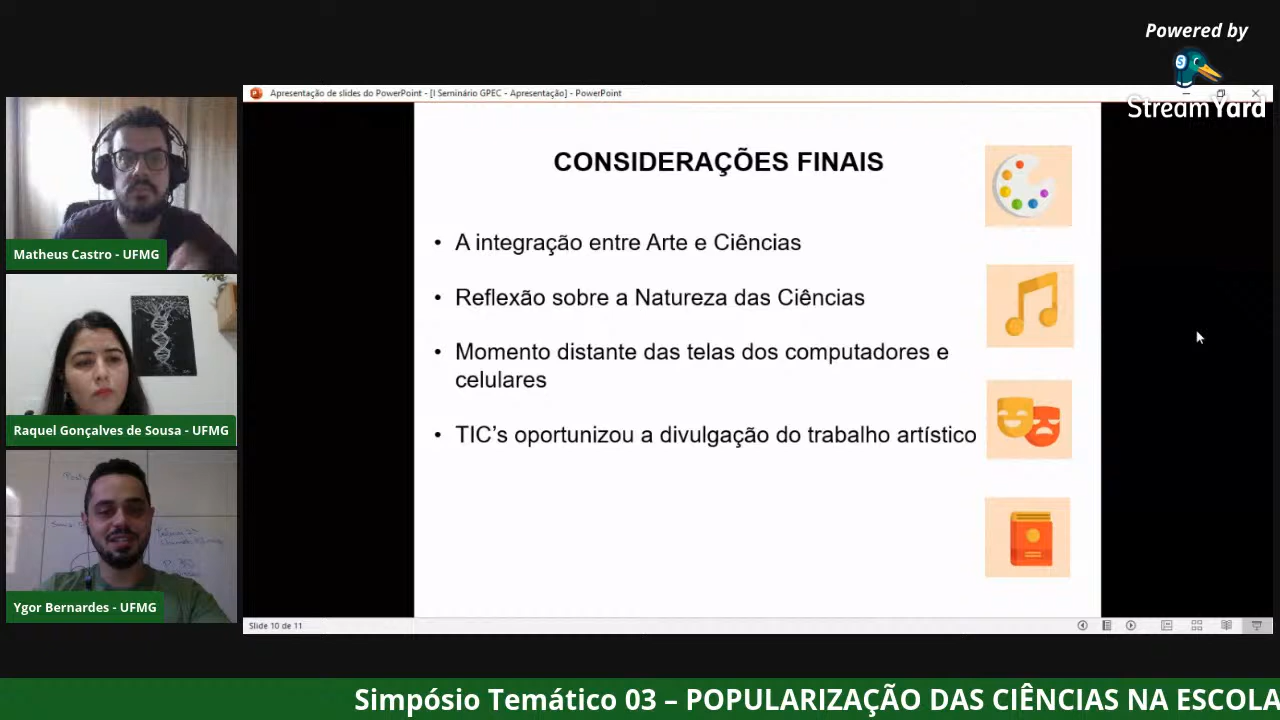 Powered by
StreamYard
Apresentação de slides do PowerPoint - [I Seminário GPEC - Apresentação] - PowerPoint
CONSIDERAÇÕES FINAIS
• A integração entre Arte e Ciências
• Reflexão sobre a Natureza das Ciências
• Momento distante das telas dos computadores e
celulares
• TIC’s oportunizou a divulgação do trabalho artístico
Matheus Castro - UFMG
Raquel Gonçalves de Sousa - UFMG
Ygor Bernardes - UFMG
Slide 10 de 11
Simpósio Temático 03 – POPULARIZAÇÃO DAS CIÊNCIAS NA ESCOLA